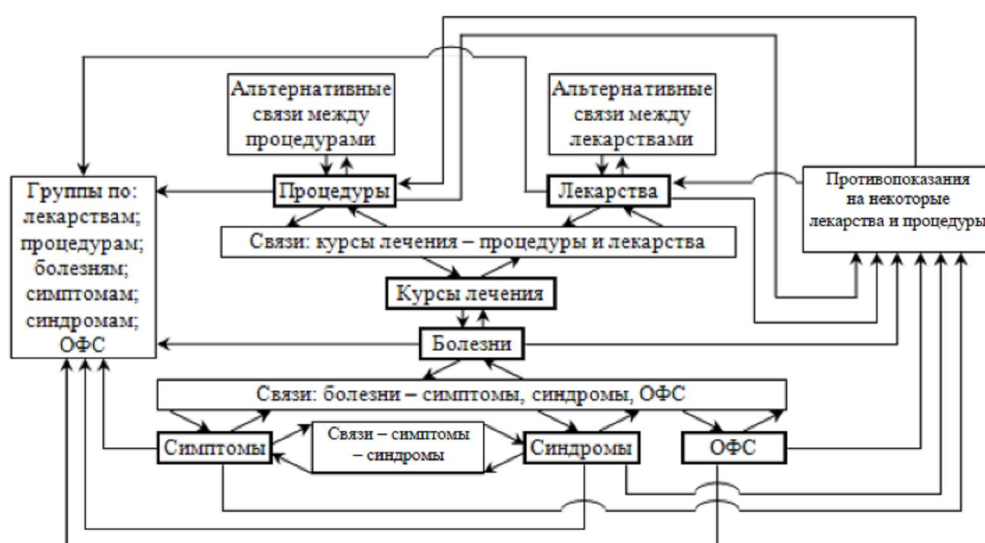 Альтернативные
связи между
процедурами
Альтернативные
связи между
лекарствами
Группы по:
лекарствам;
процедурам;
болезням;
симптомам;
синдромам;
ОФС
Процедуры
Лекарства
Противопоказания
на некоторые
лекарства и процедуры
Связи: курсы лечения – процедуры и лекарства
Курсы лечения
Болезни
Связи: болезни – симптомы, синдромы, ОФС
Симптомы
Связи – симптомы
– синдромы
Синдромы
ОФС